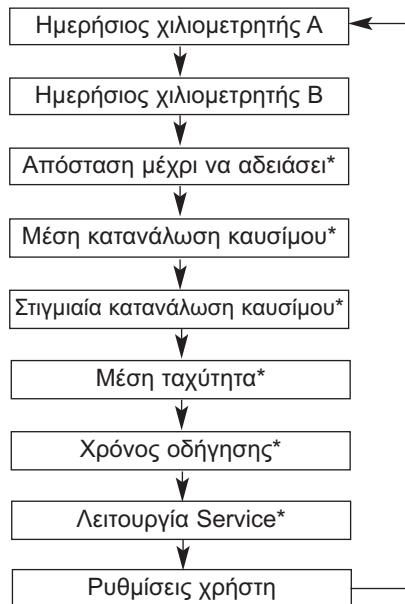 Ημερήσιος χιλιομετρητής Α
Ημερήσιος χιλιομετρητής Β
Απόσταση μέχρι να αδειάσει*
Μέση κατανάλωση καυσίμου*
Στιγμιαία κατανάλωση καυσίμου*
Μέση ταχύτητα*
Χρόνος οδήγησης*
Λειτουργία Service*
Ρυθμίσεις χρήστη